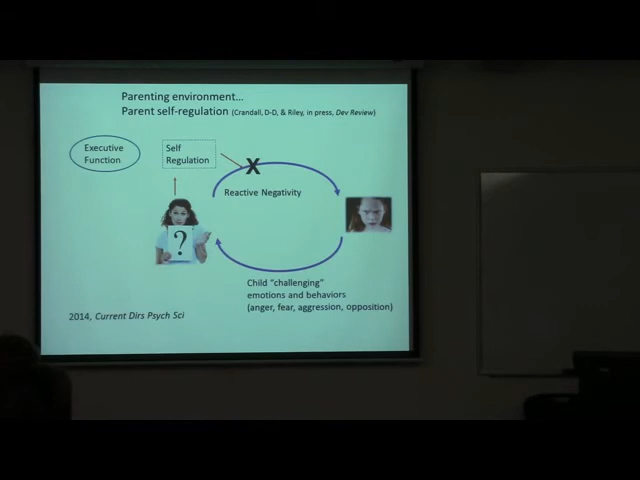 Parenting environment…
Parent self-regulation (Crandall, D-D, & Riley, in press, Dev Review)
Executive
Function
Self
Regulation
X
Reactive Negativity
?
Child “challenging”
emotions and behaviors
(anger, fear, aggression, opposition)
2014, Current Dirs Psych Sci